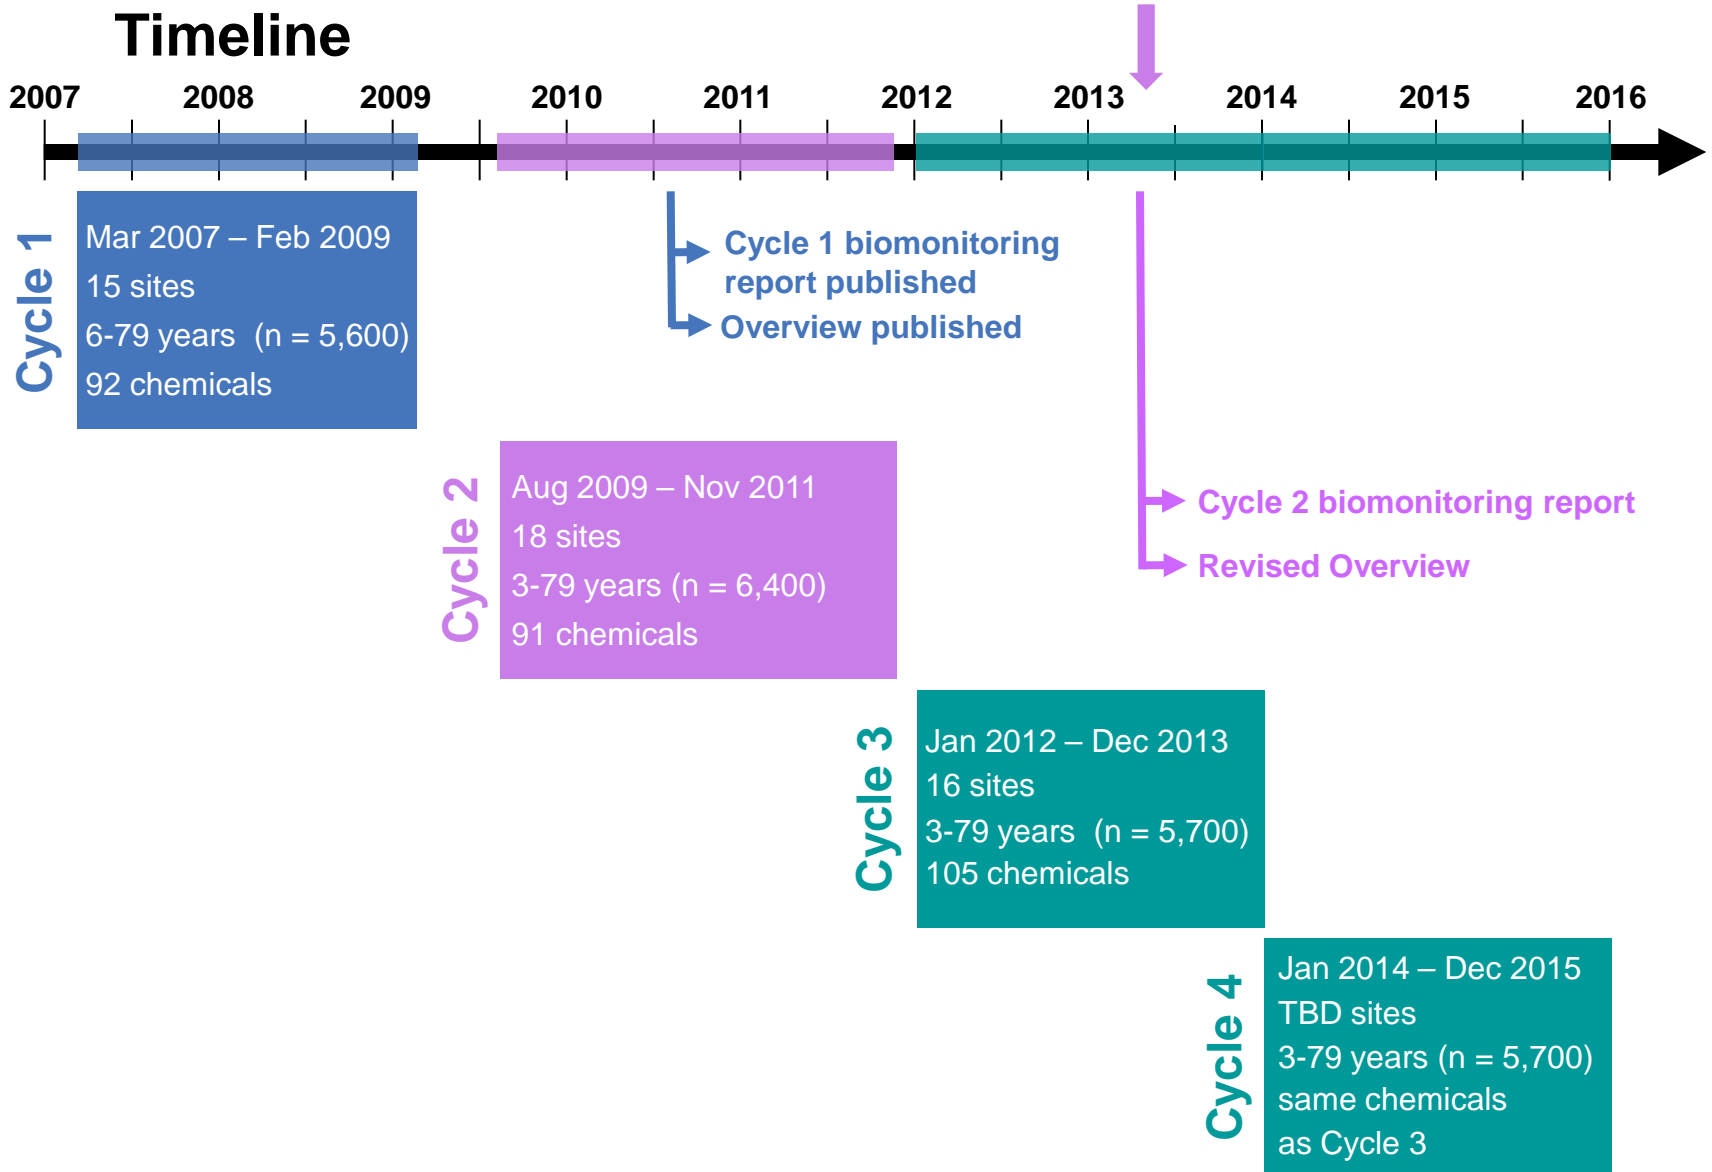 Timeline
2007 2008 2009 2010 2011 2012 2013 2014 2015 2016
Cycle 1
Mar 2007 – Feb 2009
15 sites
6-79 years (n = 5,600)
92 chemicals
Cycle 1 biomonitoring
report published
Overview published
Cycle 2
Aug 2009 – Nov 2011
18 sites
3-79 years (n = 6,400)
91 chemicals
Cycle 2 biomonitoring report
Revised Overview
Cycle 3
Jan 2012 – Dec 2013
16 sites
3-79 years (n = 5,700)
105 chemicals
Cycle 4
Jan 2014 – Dec 2015
TBD sites
3-79 years (n = 5,700)
same chemicals
as Cycle 3